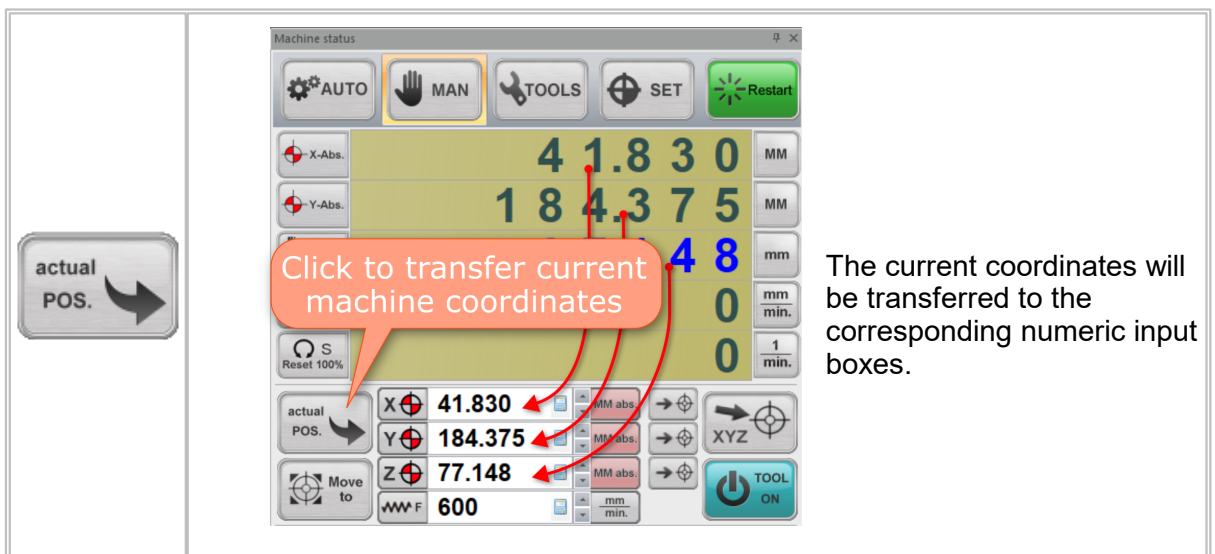 actual
POS.
Machine status
AUTO
MAN
TOOLS
SET
Restart
X-Abs.
4 1.8 3 0
MM
Y-Abs.
1 8 4.3 7 5
MM
4 8
mm
0
mm
min.
S
Reset 100%
0
1
min.
Click to transfer current
machine coordinates
actual
POS.
X 41.830 MM abs.
Y 184.375 MM abs.
Z 77.148 MM abs.
F 600 mm
min.
XYZ
Move
to
TOOL
ON
The current coordinates will
be transferred to the
corresponding numeric input
boxes.